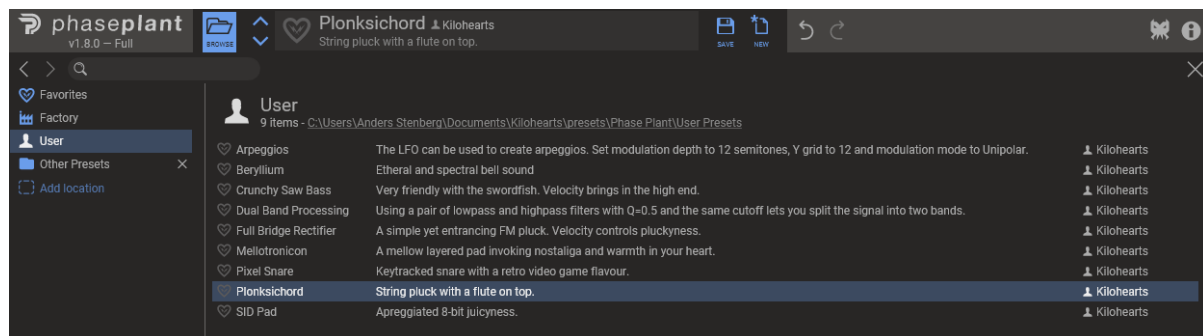 phaseplant
v1.8.0 – Full
BROWSE
Plonksichord Kilohearts
String pluck with a flute on top.
SAVE
NEW
Favorites
Factory
User
Other Presets
Add location
User
9 items - C:\Users\Anders Stenberg\Documents\Kilohearts\presets\Phase Plant\User Presets
Arpeggios The LFO can be used to create arpeggios. Set modulation depth to 12 semitones, Y grid to 12 and modulation mode to Unipolar. Kilohearts
Beryllium Etheral and spectral bell sound Kilohearts
Crunchy Saw Bass Very friendly with the swordfish. Velocity brings in the high end. Kilohearts
Dual Band Processing Using a pair of lowpass and highpass filters with Q=0.5 and the same cutoff lets you split the signal into two bands. Kilohearts
Full Bridge Rectifier A simple yet entrancing FM pluck. Velocity controls pluckyness. Kilohearts
Mellotronicon A mellow layered pad invoking nostaliga and warmth in your heart. Kilohearts
Pixel Snare Keytracked snare with a retro video game flavour. Kilohearts
Plonksichord String pluck with a flute on top. Kilohearts
SID Pad Apreggiated 8-bit juicyness. Kilohearts